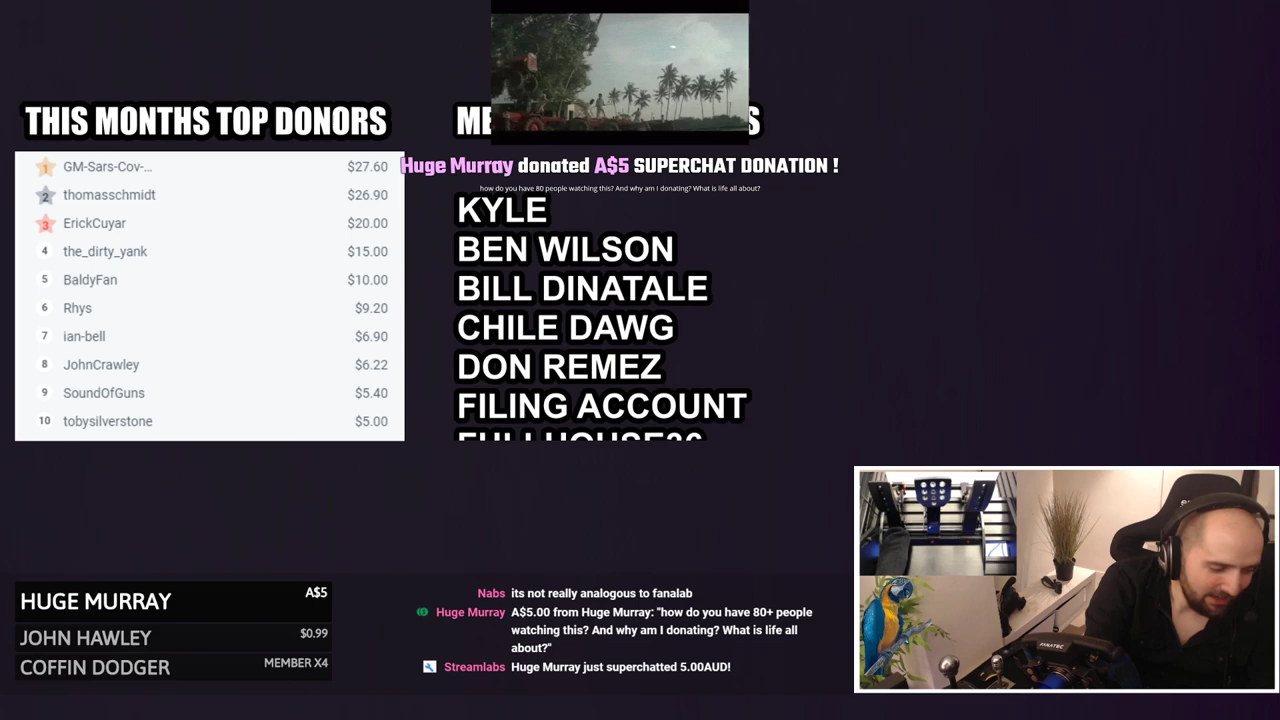 THIS MONTHS TOP DONORS
1 GM-Sars-Cov-... $27.60
2 thomasschmidt $26.90
3 ErickCuyar $20.00
4 the_dirty_yank $15.00
5 BaldyFan $10.00
6 Rhys $9.20
7 ian-bell $6.90
8 JohnCrawley $6.22
9 SoundOfGuns $5.40
10 tobysilverstone $5.00
Huge Murray donated A$5 SUPERCHAT DONATION !
how do you have 80 people watching this? And why am I donating? What is life all about?
KYLE
BEN WILSON
BILL DINATALE
CHILE DAWG
DON REMEZ
FILING ACCOUNT
HUGE MURRAY A$5
JOHN HAWLEY $0.99
COFFIN DODGER MEMBER X4
Nabs its not really analogous to fanalab
Huge Murray A$5.00 from Huge Murray: "how do you have 80+ people
watching this? And why am I donating? What is life all
about?"
Streamlabs Huge Murray just superchatted 5.00AUD!
FANATEC